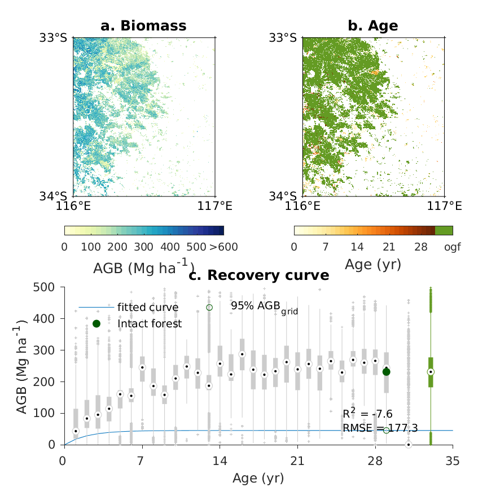 a. Biomass
b. Age
33°S
33°S
34°S
34°S
116°E
117°E
116°E
117°E
0 100 200 300 400 500 >600
0 7 14 21 28 ogf
AGB (Mg ha-1)
Age (yr)
c. Recovery curve
500
400
300
200
100
0
AGB (Mg ha-1)
fitted curve
95% AGBgrid
Intact forest
R2 = -7.6
RMSE =177.3
0 7 14 21 28 35
Age (yr)